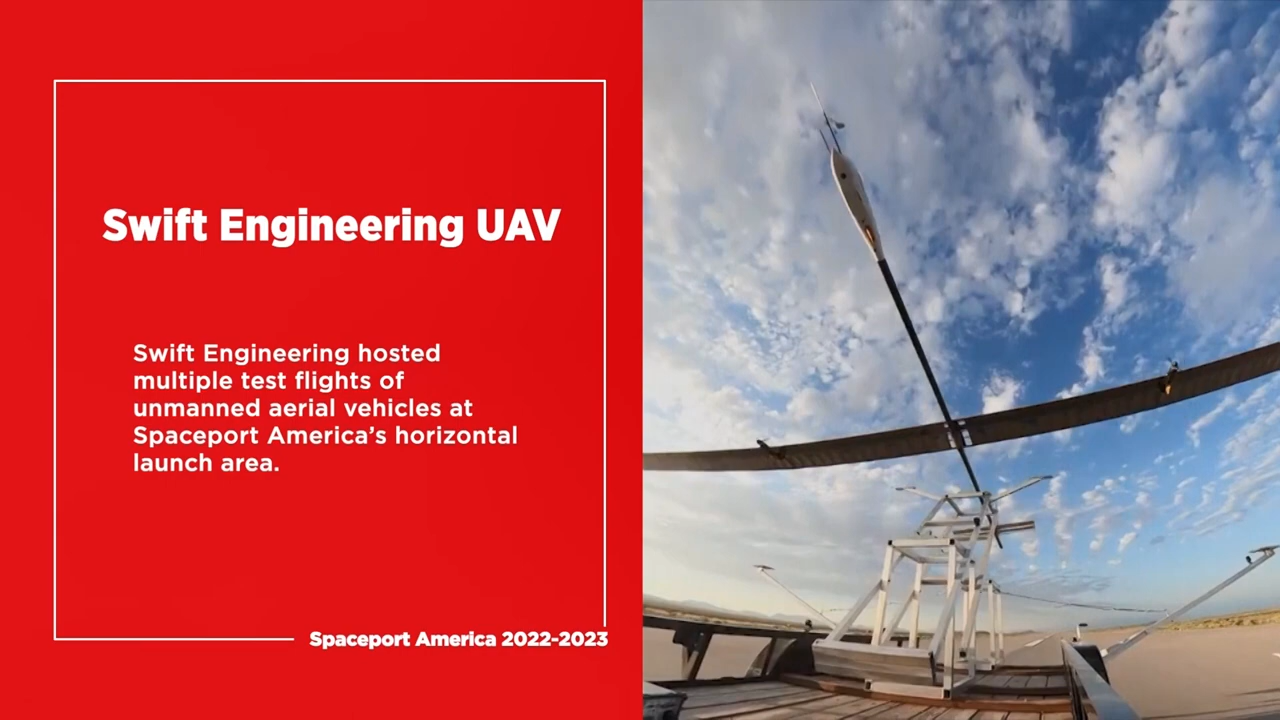 Swift Engineering UAV
Swift Engineering hosted
multiple test flights of
unmanned aerial vehicles at
Spaceport America’s horizontal
launch area.
Spaceport America 2022-2023